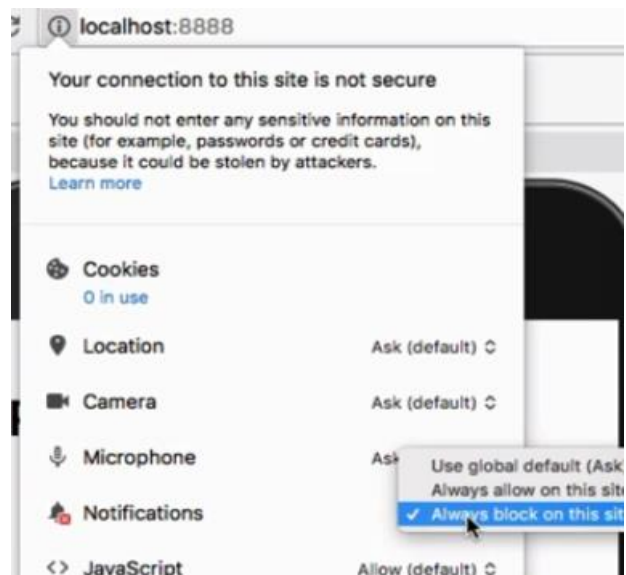 localhost:8888
Your connection to this site is not secure
You should not enter any sensitive information on this
site (for example, passwords or credit cards),
because it could be stolen by attackers.
Learn more
Cookies
0 in use
Location Ask (default)
Camera Ask (default)
Microphone Ask
Use global default (Ask)
Always allow on this site
Notifications ✓ Always block on this sit
JavaScript Allow (default)